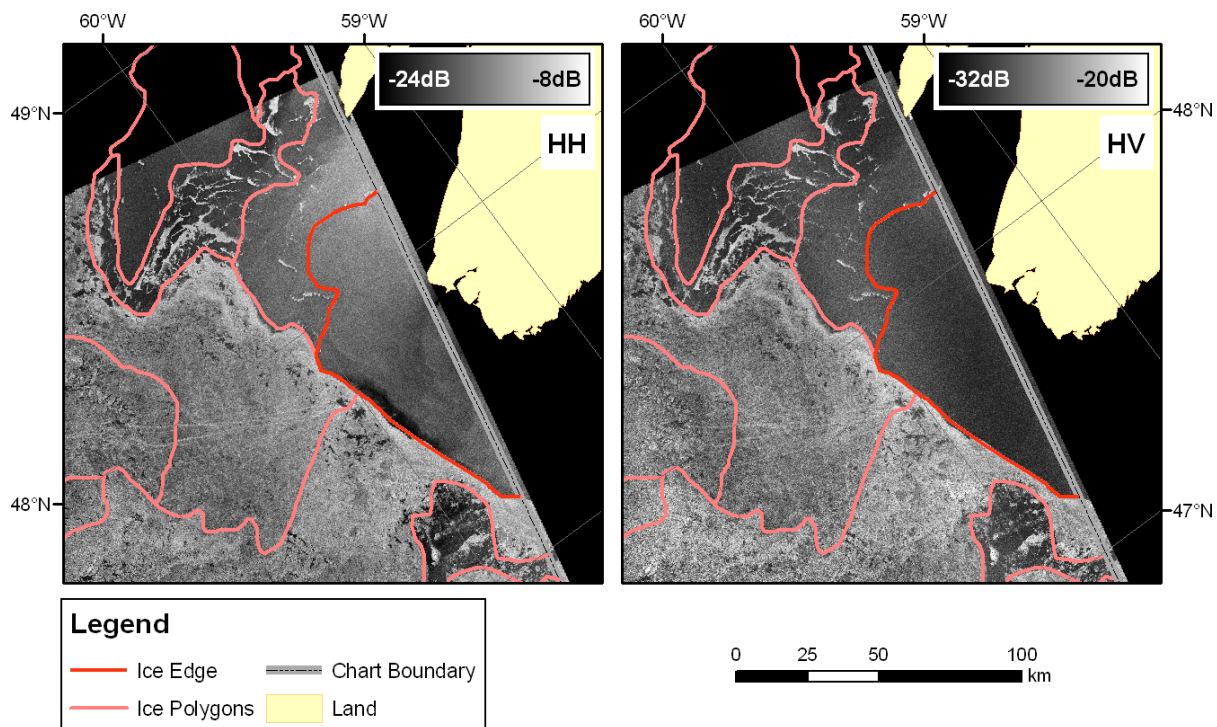 60°W 59°W 60°W 59°W
-24dB -8dB
-32dB -20dB
49°N
48°N
HH
HV
48°N
47°N
Legend
Ice Edge Chart Boundary
Ice Polygons Land
0 25 50 100
km